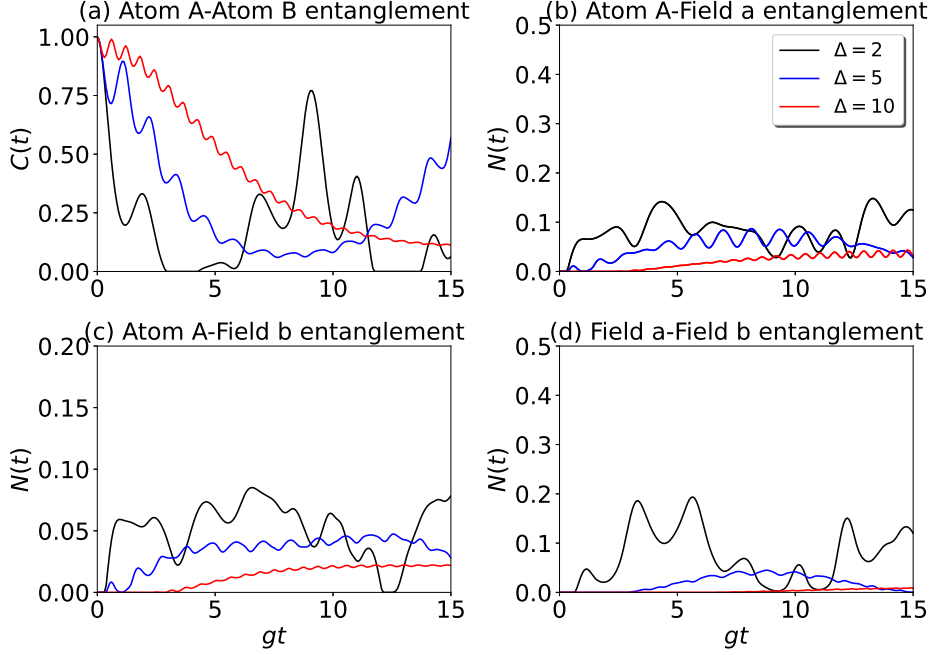 (a) Atom A-Atom B entanglement
C(t)
1.00
0.75
0.50
0.25
0.00
0 5 10 15
(b) Atom A-Field a entanglement
N(t)
0.5
0.4
0.3
0.2
0.1
0.0
0 5 10 15
Δ = 2
Δ = 5
Δ = 10
(c) Atom A-Field b entanglement
N(t)
0.20
0.15
0.10
0.05
0.00
0 5 10 15
gt
(d) Field a-Field b entanglement
N(t)
0.5
0.4
0.3
0.2
0.1
0.0
0 5 10 15
gt